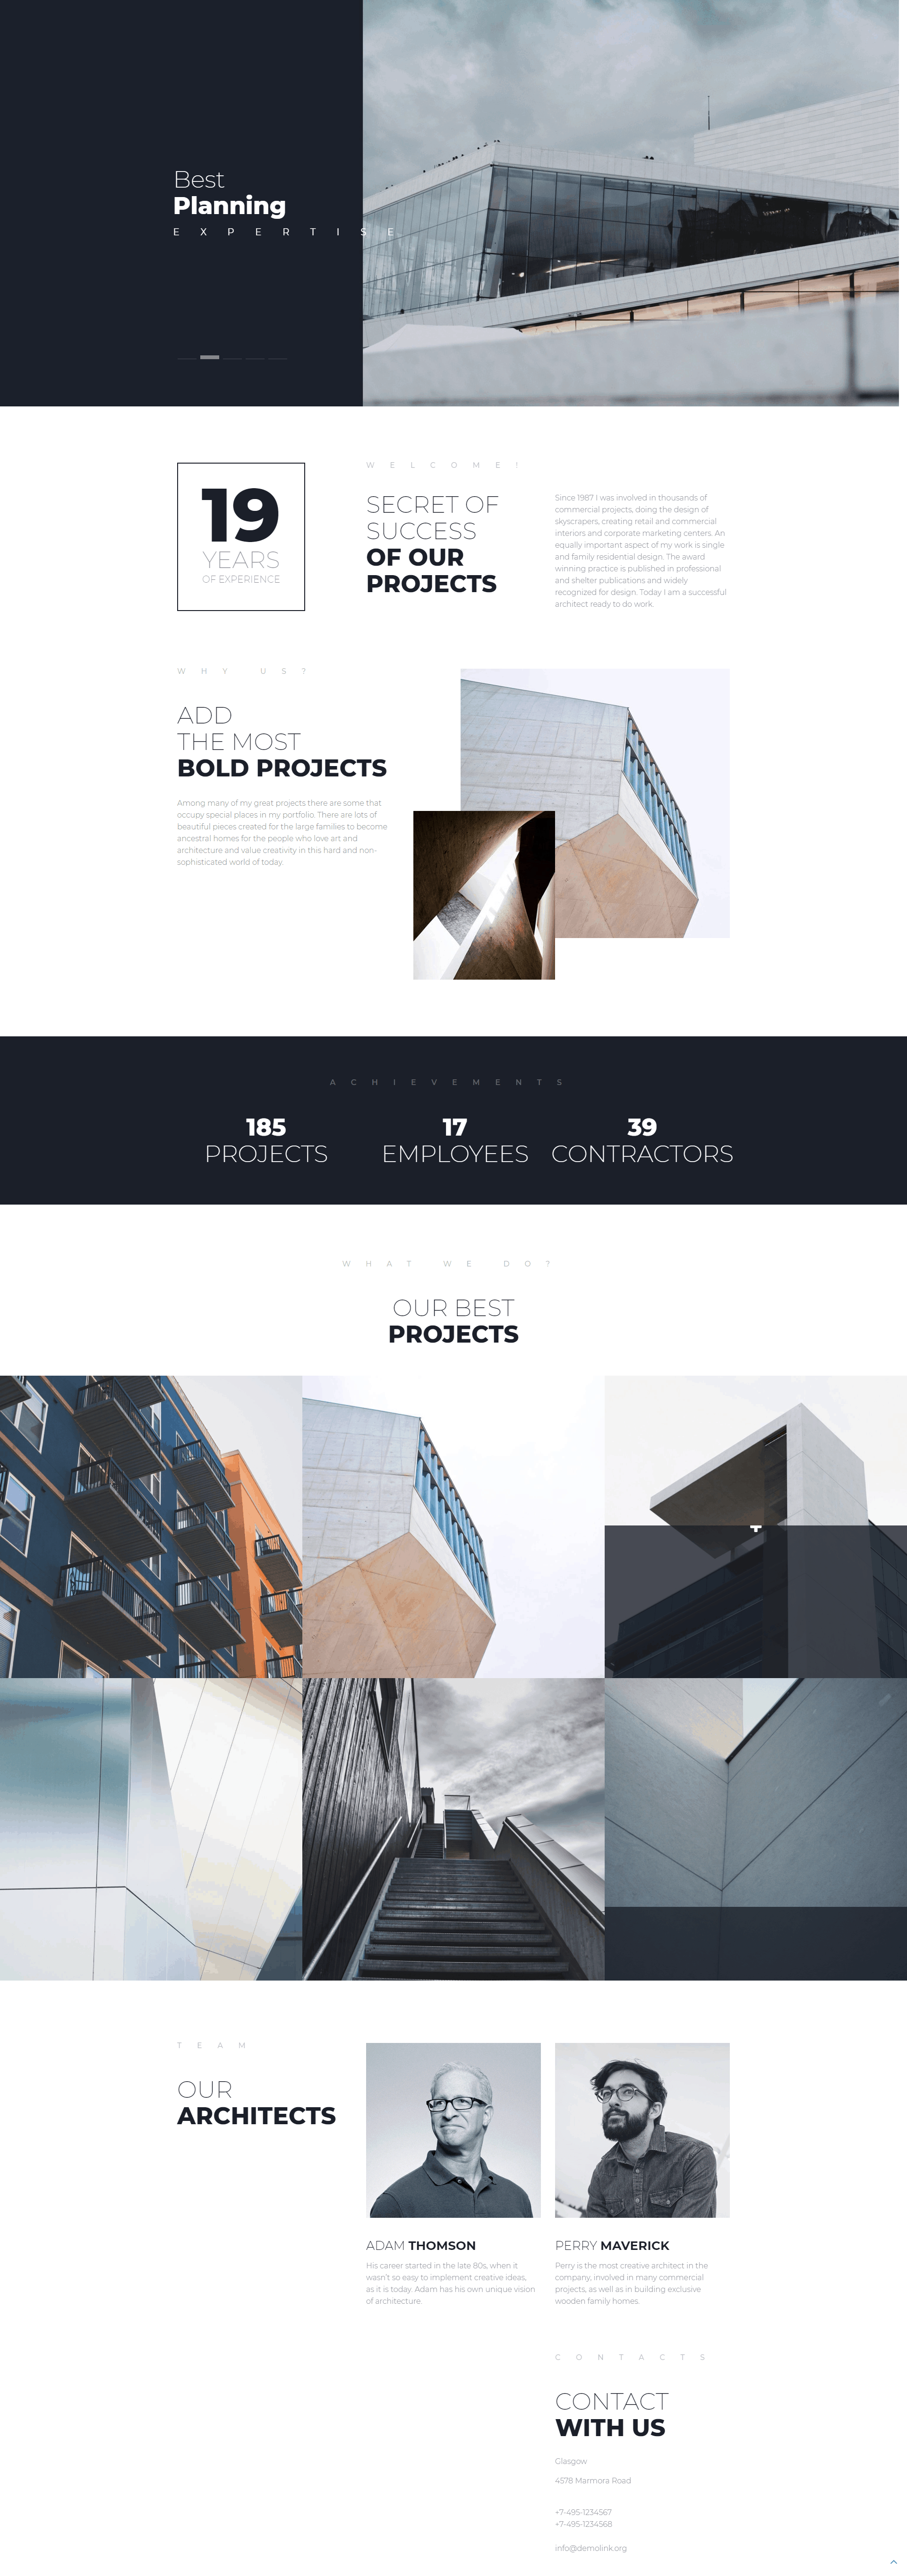 Best
Planning
EXPERTISE
19
YEARS
OF EXPERIENCE
WELCOME!
SECRET OF
SUCCESS
OF OUR
PROJECTS
Since 1987 I was involved in thousands of
commercial projects, doing the design of
skyscrapers, creating retail and commercial
interiors and corporate marketing centers. An
equally important aspect of my work is single
and family residential design. The award
winning practice is published in professional
and shelter publications and widely
recognized for design. Today I am a successful
architect ready to do work.
WHY US?
ADD
THE MOST
BOLD PROJECTS
Among many of my great projects there are some that
occupy special places in my portfolio. There are lots of
beautiful pieces created for the large families to become
ancestral homes for the people who love art and
architecture and value creativity in this hard and non-
sophisticated world of today.
ACHIEVEMENTS
185
PROJECTS
17
EMPLOYEES
39
CONTRACTORS
WHAT WE DO?
OUR BEST
PROJECTS
TEAM
OUR
ARCHITECTS
ADAM THOMSON
His career started in the late 80s, when it
wasn't so easy to implement creative ideas,
as it is today. Adam has his own unique vision
of architecture.
PERRY MAVERICK
Perry is the most creative architect in the
company, involved in many commercial
projects, as well as in building exclusive
wooden family homes.
CONTACTS
CONTACT
WITH US
Glasgow
4578 Marmora Road
+7-495-1234567
+7-495-1234568
info@demolink.org